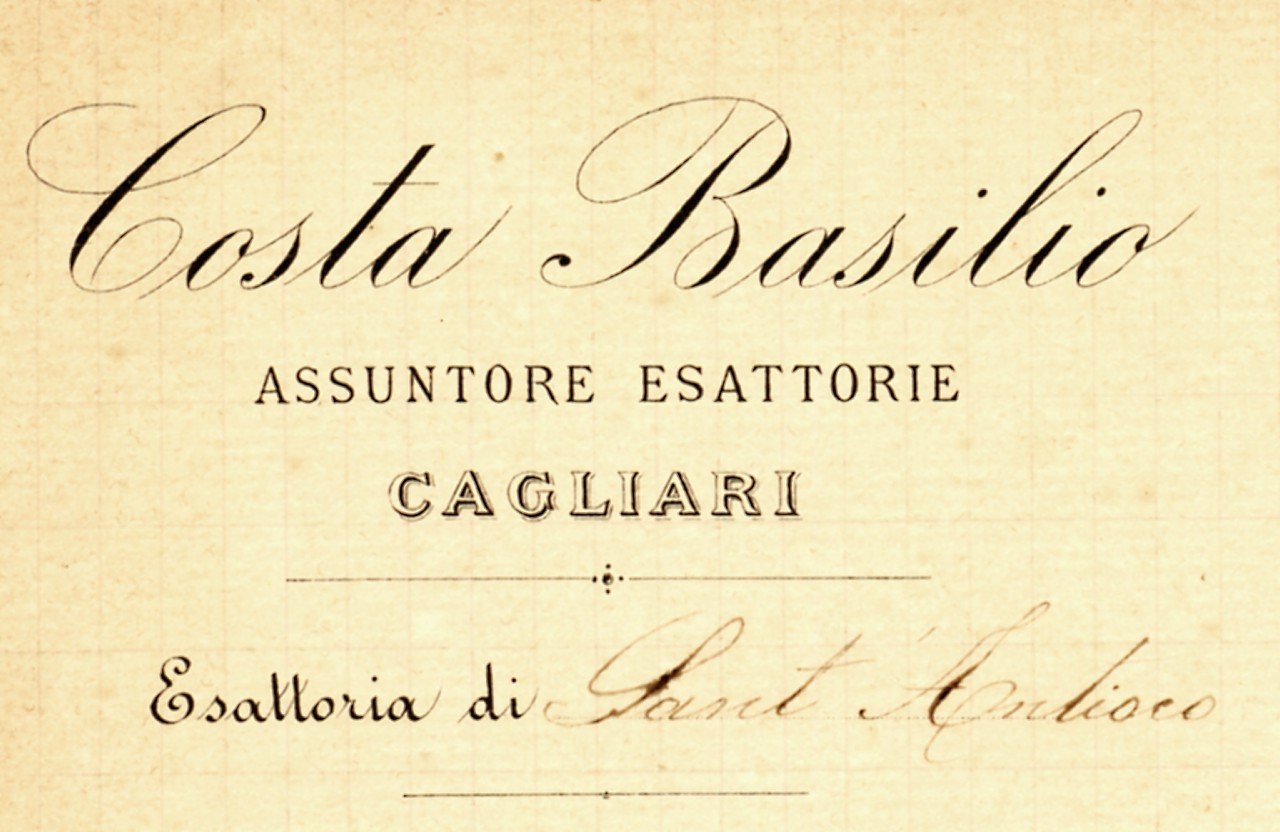 Costa Basilio
ASSUNTORE ESATTORIE
CAGLIARI
Esattoria di Sant'Antioco